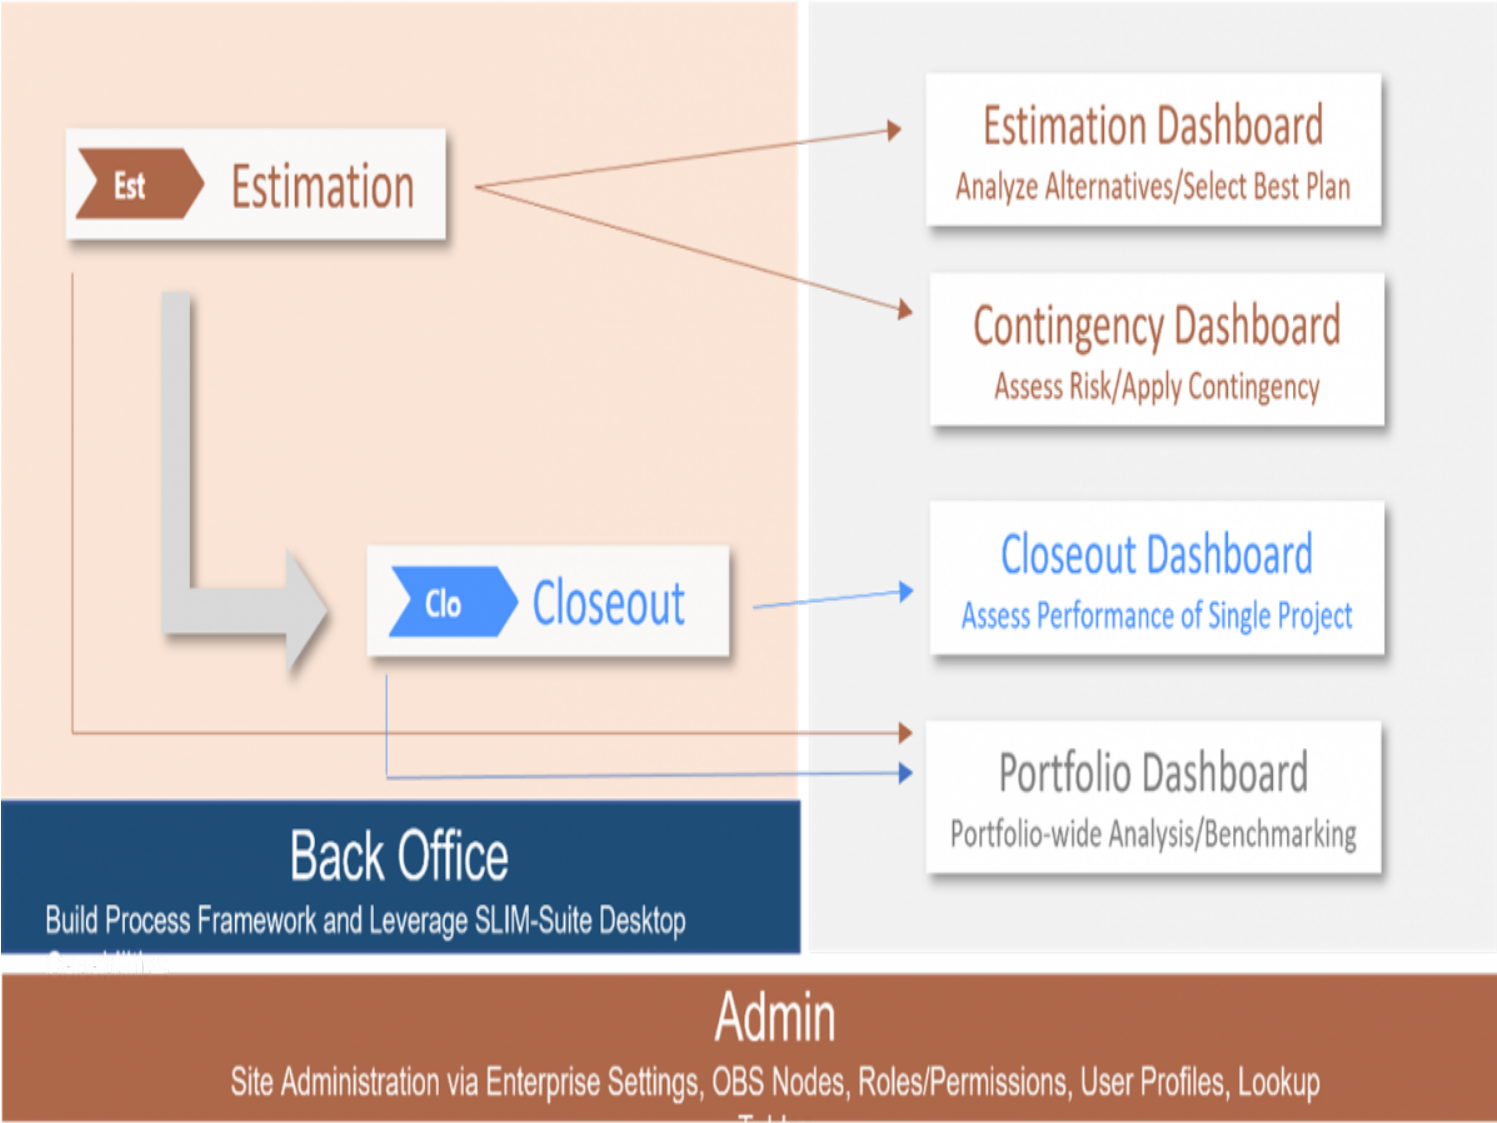 Est
Estimation
Estimation Dashboard
Analyze Alternatives/Select Best Plan
Contingency Dashboard
Assess Risk/Apply Contingency
Clo
Closeout
Closeout Dashboard
Assess Performance of Single Project
Portfolio Dashboard
Portfolio-wide Analysis/Benchmarking
Back Office
Build Process Framework and Leverage SLIM-Suite Desktop
Admin
Site Administration via Enterprise Settings, OBS Nodes, Roles/Permissions, User Profiles, Lookup